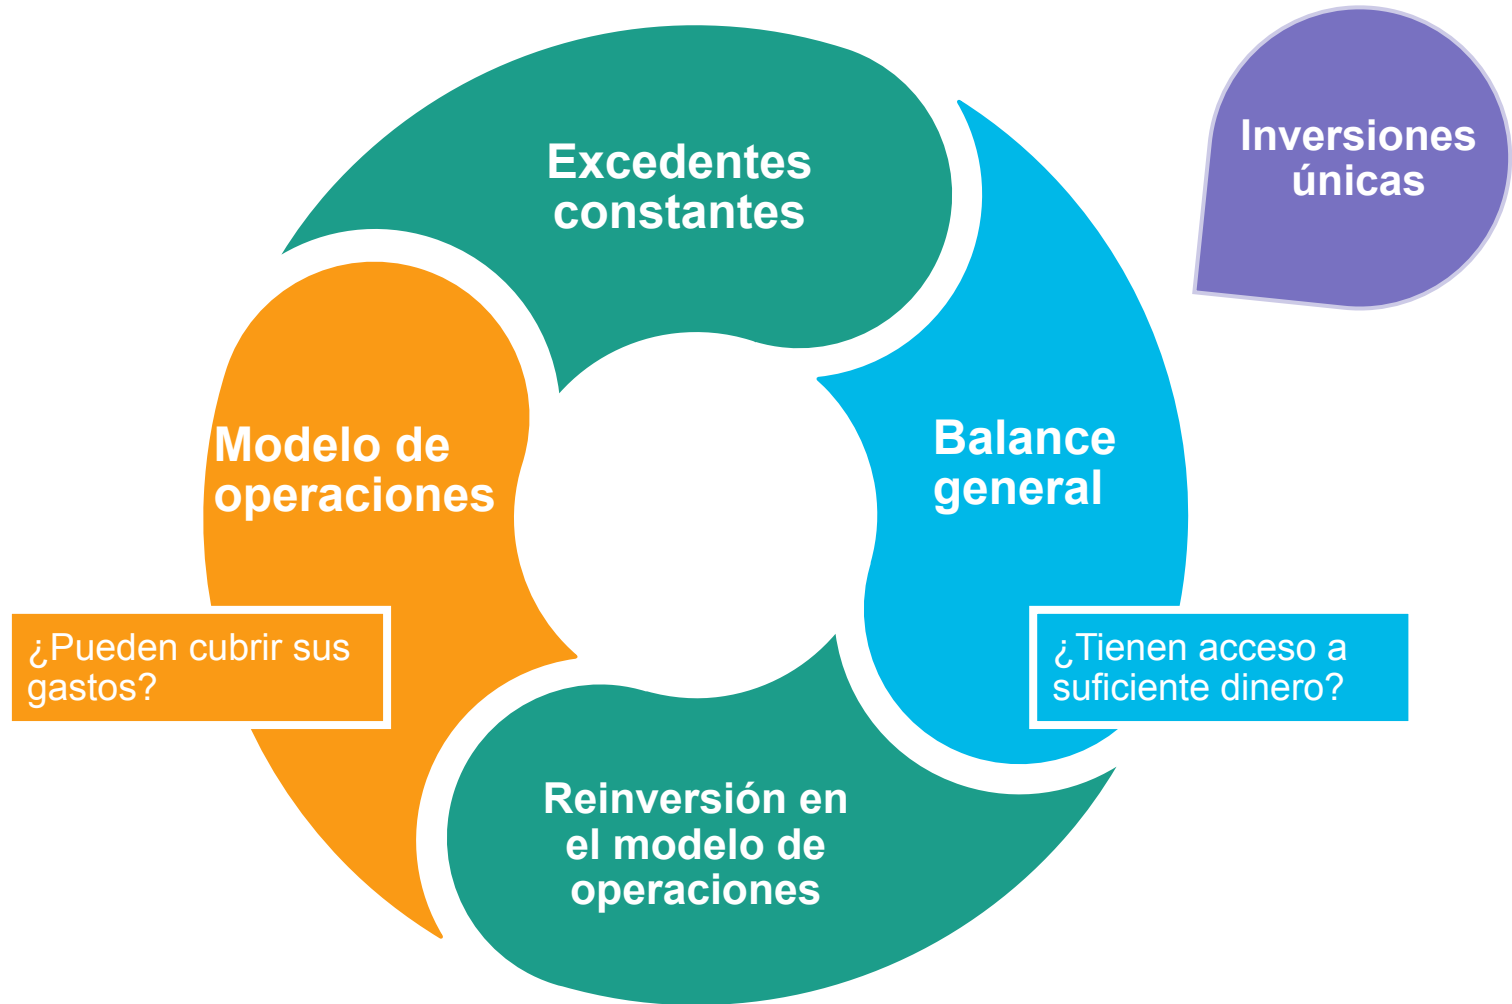 Excedentes
constantes
Inversiones
únicas
Modelo de
operaciones
Balance
general
¿Pueden cubrir sus
gastos?
¿Tienen acceso a
suficiente dinero?
Reinversión en
el modelo de
operaciones